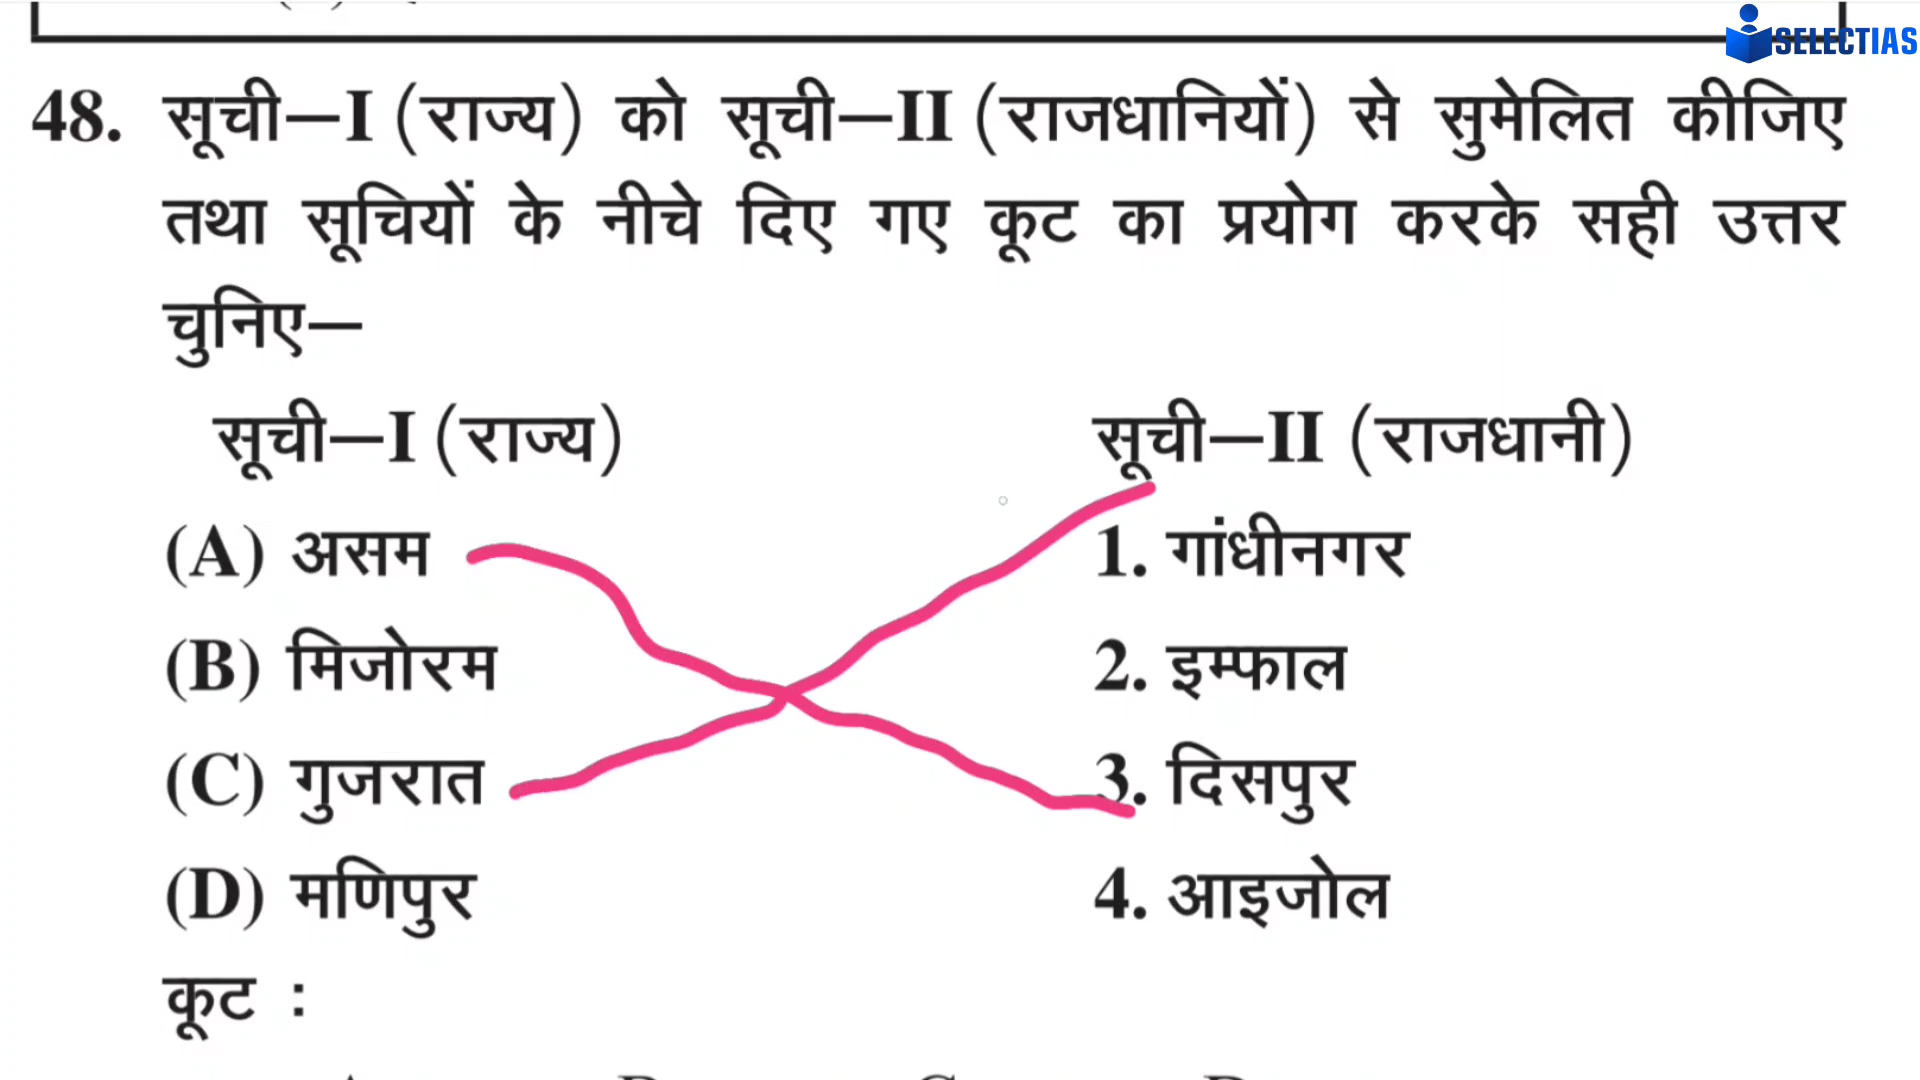 SELECTIAS
48. सूची–I (राज्य) को सूची–II (राजधानियों) से सुमेलित कीजिए
तथा सूचियों के नीचे दिए गए कूट का प्रयोग करके सही उत्तर
चुनिए–
सूची–I (राज्य) सूची–II (राजधानी)
(A) असम 1. गांधीनगर
(B) मिजोरम 2. इम्फाल
(C) गुजरात 3. दिसपुर
(D) मणिपुर 4. आइजोल
कूट :